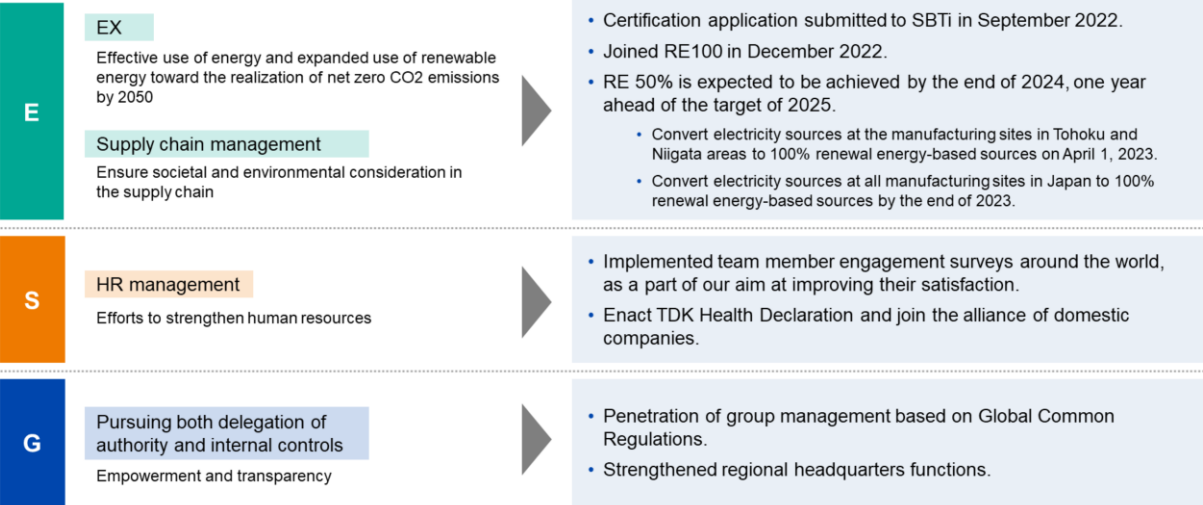 E
EX
Effective use of energy and expanded use of renewable
energy toward the realization of net zero CO2 emissions
by 2050
Supply chain management
Ensure societal and environmental consideration in
the supply chain
• Certification application submitted to SBTi in September 2022.
• Joined RE100 in December 2022.
• RE 50% is expected to be achieved by the end of 2024, one year
ahead of the target of 2025.
• Convert electricity sources at the manufacturing sites in Tohoku and
Niigata areas to 100% renewal energy-based sources on April 1, 2023.
• Convert electricity sources at all manufacturing sites in Japan to 100%
renewal energy-based sources by the end of 2023.
S
HR management
Efforts to strengthen human resources
• Implemented team member engagement surveys around the world,
as a part of our aim at improving their satisfaction.
• Enact TDK Health Declaration and join the alliance of domestic
companies.
G
Pursuing both delegation of
authority and internal controls
Empowerment and transparency
• Penetration of group management based on Global Common
Regulations.
• Strengthened regional headquarters functions.